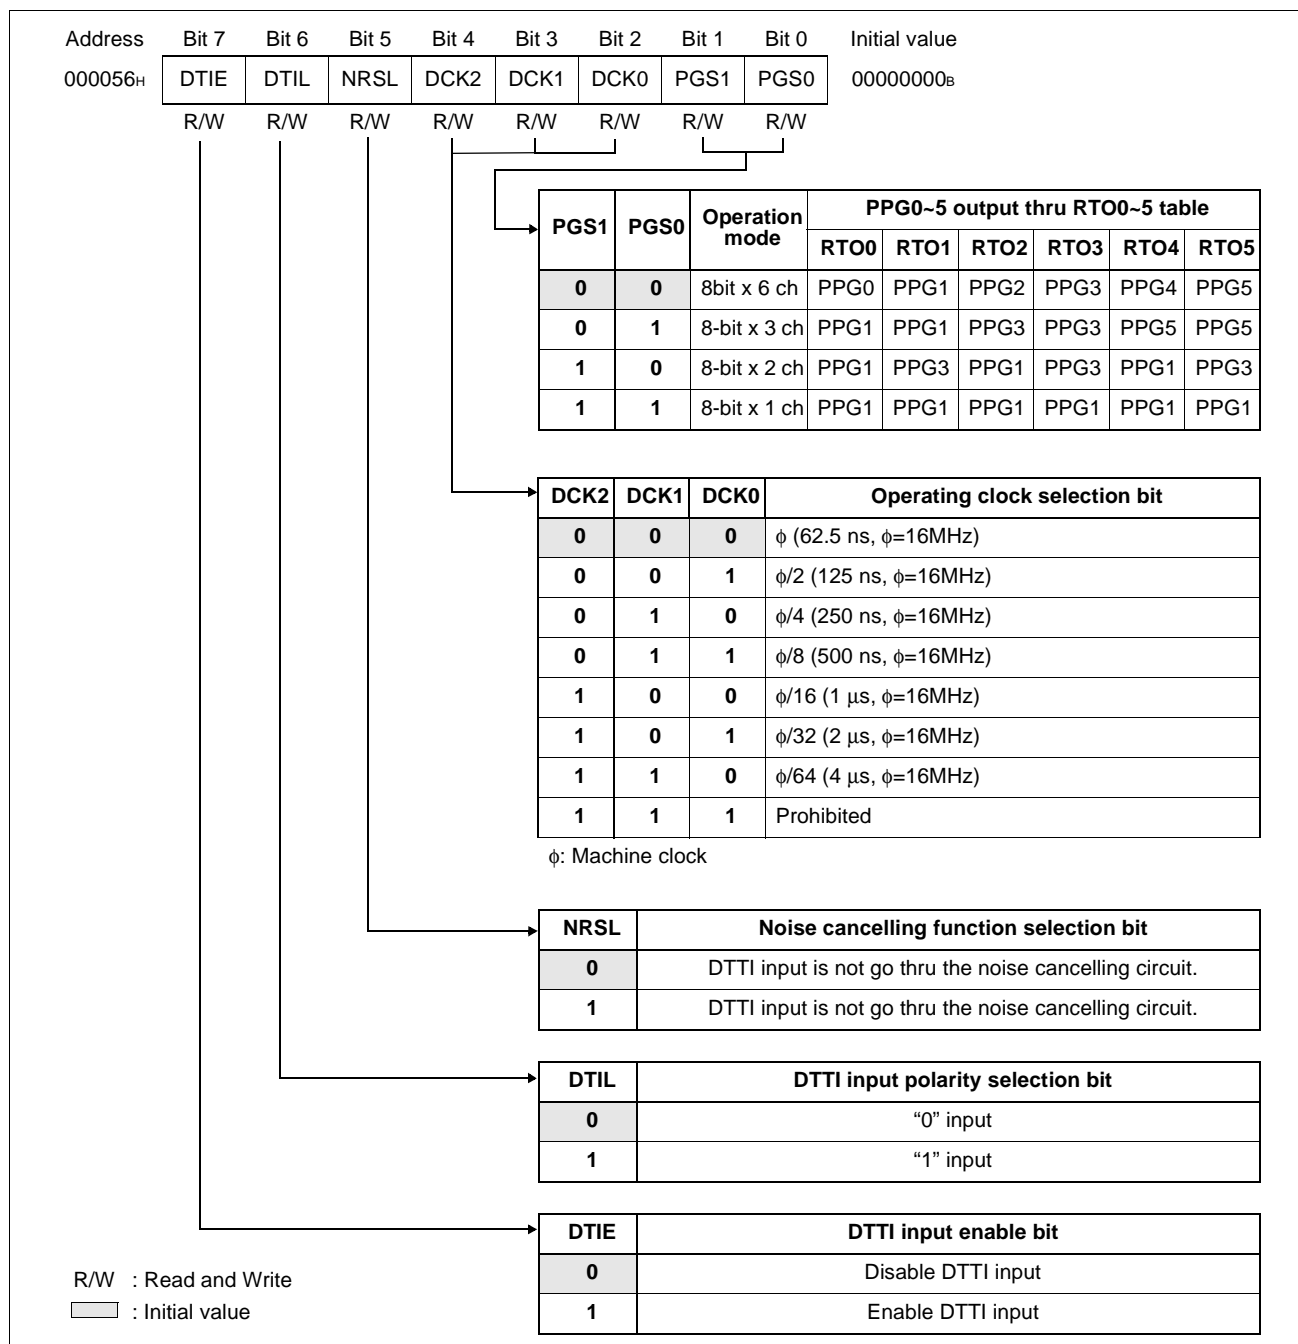 Address Bit 7 Bit 6 Bit 5 Bit 4 Bit 3 Bit 2 Bit 1 Bit 0 Initial value
000056H DTIE DTIL NRSL DCK2 DCK1 DCK0 PGS1 PGS0 00000000B
R/W R/W R/W R/W R/W R/W R/W R/W
PGS1 PGS0 Operation mode PPG0~5 output thru RTO0~5 table
RTO0 RTO1 RTO2 RTO3 RTO4 RTO5
0 0 8bit x 6 ch PPG0 PPG1 PPG2 PPG3 PPG4 PPG5
0 1 8-bit x 3 ch PPG1 PPG1 PPG3 PPG3 PPG5 PPG5
1 0 8-bit x 2 ch PPG1 PPG3 PPG1 PPG3 PPG1 PPG3
1 1 8-bit x 1 ch PPG1 PPG1 PPG1 PPG1 PPG1 PPG1
DCK2 DCK1 DCK0 Operating clock selection bit
0 0 0 ϕ (62.5 ns, ϕ=16MHz)
0 0 1 ϕ/2 (125 ns, ϕ=16MHz)
0 1 0 ϕ/4 (250 ns, ϕ=16MHz)
0 1 1 ϕ/8 (500 ns, ϕ=16MHz)
1 0 0 ϕ/16 (1 μs, ϕ=16MHz)
1 0 1 ϕ/32 (2 μs, ϕ=16MHz)
1 1 0 ϕ/64 (4 μs, ϕ=16MHz)
1 1 1 Prohibited
ϕ: Machine clock
NRSL Noise cancelling function selection bit
0 DTTI input is not go thru the noise cancelling circuit.
1 DTTI input is not go thru the noise cancelling circuit.
DTIL DTTI input polarity selection bit
0 “0” input
1 “1” input
DTIE DTTI input enable bit
0 Disable DTTI input
1 Enable DTTI input
R/W : Read and Write
: Initial value